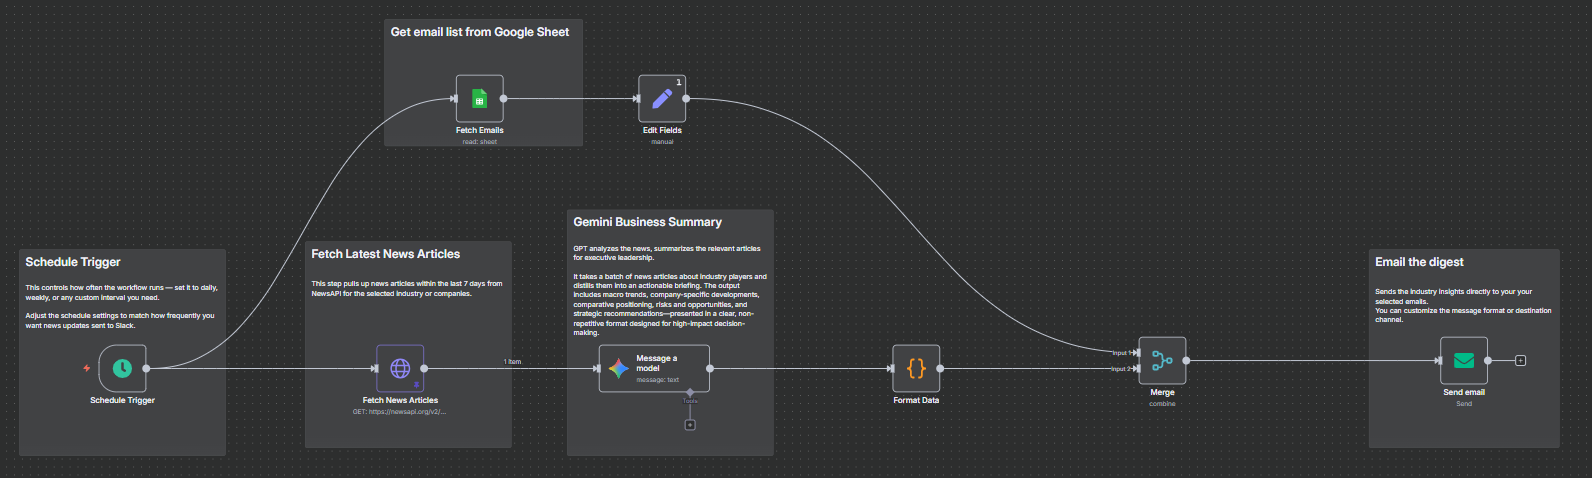 Get email list from Google Sheet
1
Fetch Emails
read: sheet
Edit Fields
manual
Schedule Trigger
This controls how often the workflow runs — set it to daily,
weekly, or any custom interval you need.
Adjust the schedule settings to match how frequently you
want news updates sent to Slack.
Schedule Trigger
Fetch Latest News Articles
This step pulls up news articles within the last 7 days from
NewsAPI for the selected industry or companies.
Fetch News Articles
GET: https://newsapi.org/v2/...
1 item
Gemini Business Summary
GPT analyzes the news, summarizes the relevant articles
for executive leadership.
It takes a batch of news articles about industry players and
distills them into an actionable briefing. The output
includes macro trends, company-specific developments,
comparative positioning, risks and opportunities, and
strategic recommendations—presented in a clear, non-
repetitive format designed for high-impact decision-
making.
Message a
model
message: text
Tools
Format Data
Input 1
Input 2
Merge
combine
Email the digest
Sends the industry insights directly to your your
selected emails.
You can customize the message format or destination
channel.
Send email
Send